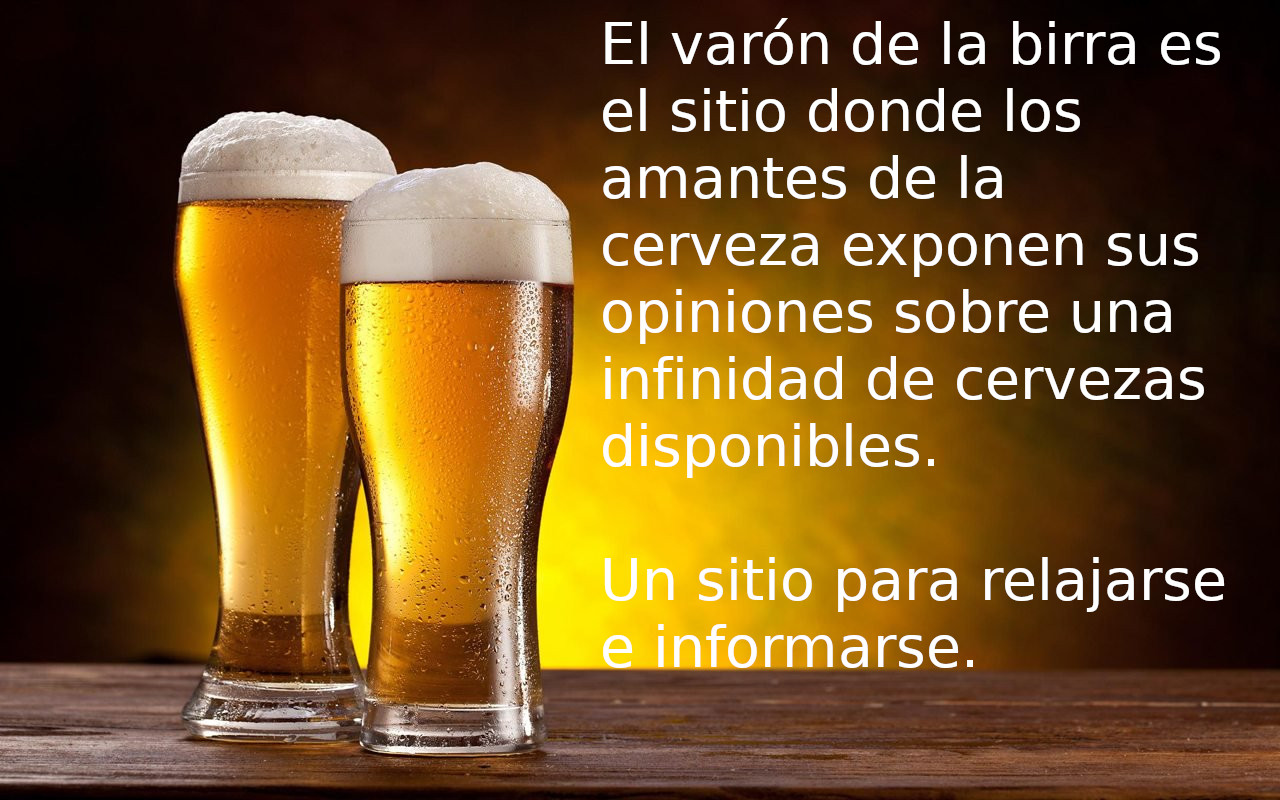 El varón de la birra es
el sitio donde los
amantes de la
cerveza exponen sus
opiniones sobre una
infinidad de cervezas
disponibles.
Un sitio para relajarse
e informarse.